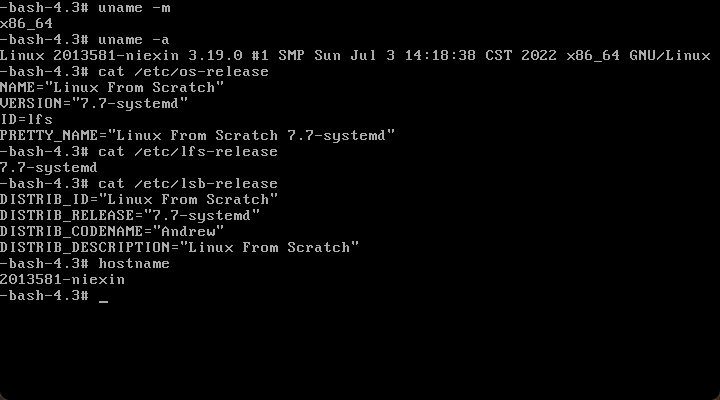 -bash-4.3# uname -m
x86_64
-bash-4.3# uname -a
Linux 2013581-niexin 3.19.0 #1 SMP Sun Jul 3 14:18:38 CST 2022 x86_64 GNU/Linux
-bash-4.3# cat /etc/os-release
NAME="Linux From Scratch"
VERSION="7.7-systemd"
ID=lfs
PRETTY_NAME="Linux From Scratch 7.7-systemd"
-bash-4.3# cat /etc/lfs-release
7.7-systemd
-bash-4.3# cat /etc/lsb-release
DISTRIB_ID="Linux From Scratch"
DISTRIB_RELEASE="7.7-systemd"
DISTRIB_CODENAME="Andrew"
DISTRIB_DESCRIPTION="Linux From Scratch"
-bash-4.3# hostname
2013581-niexin
-bash-4.3# _